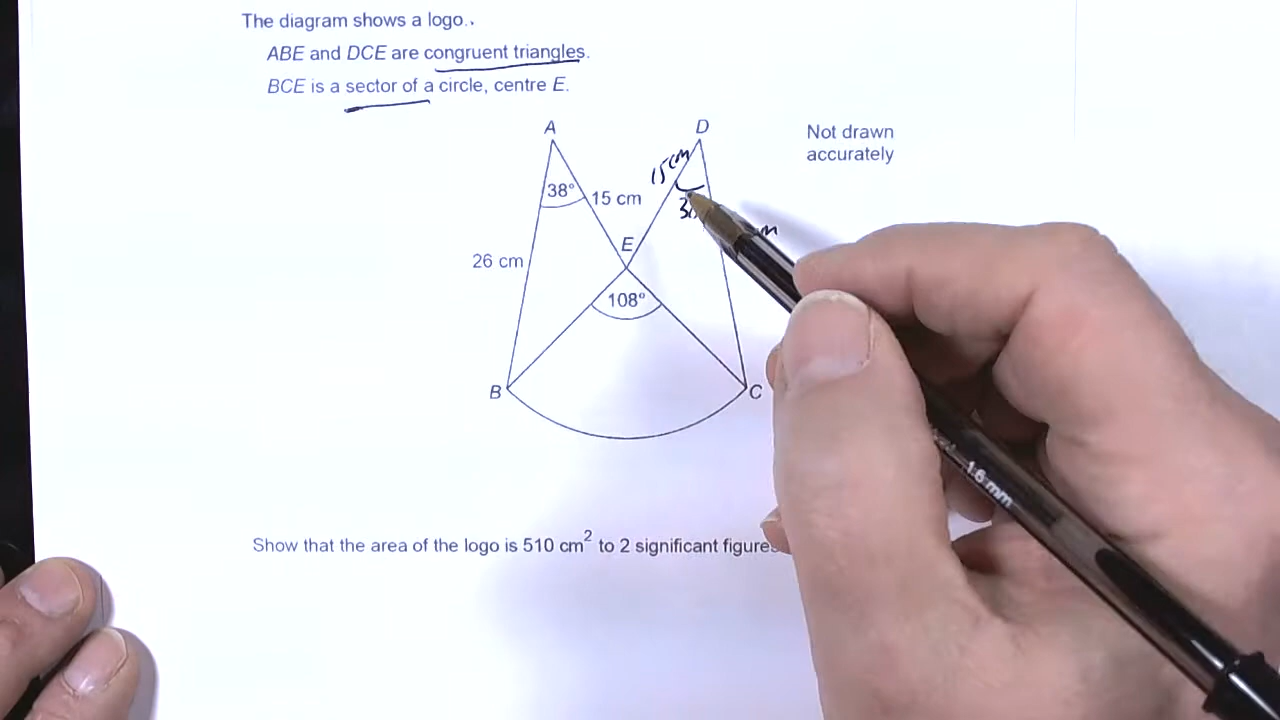 The diagram shows a logo.
ABE and DCE are congruent triangles.
BCE is a sector of a circle, centre E.
A
D
Not drawn
accurately
15 cm
38°
15 cm
E
26 cm
108°
B
C
Show that the area of the logo is 510 cm² to 2 significant
1.6 mm